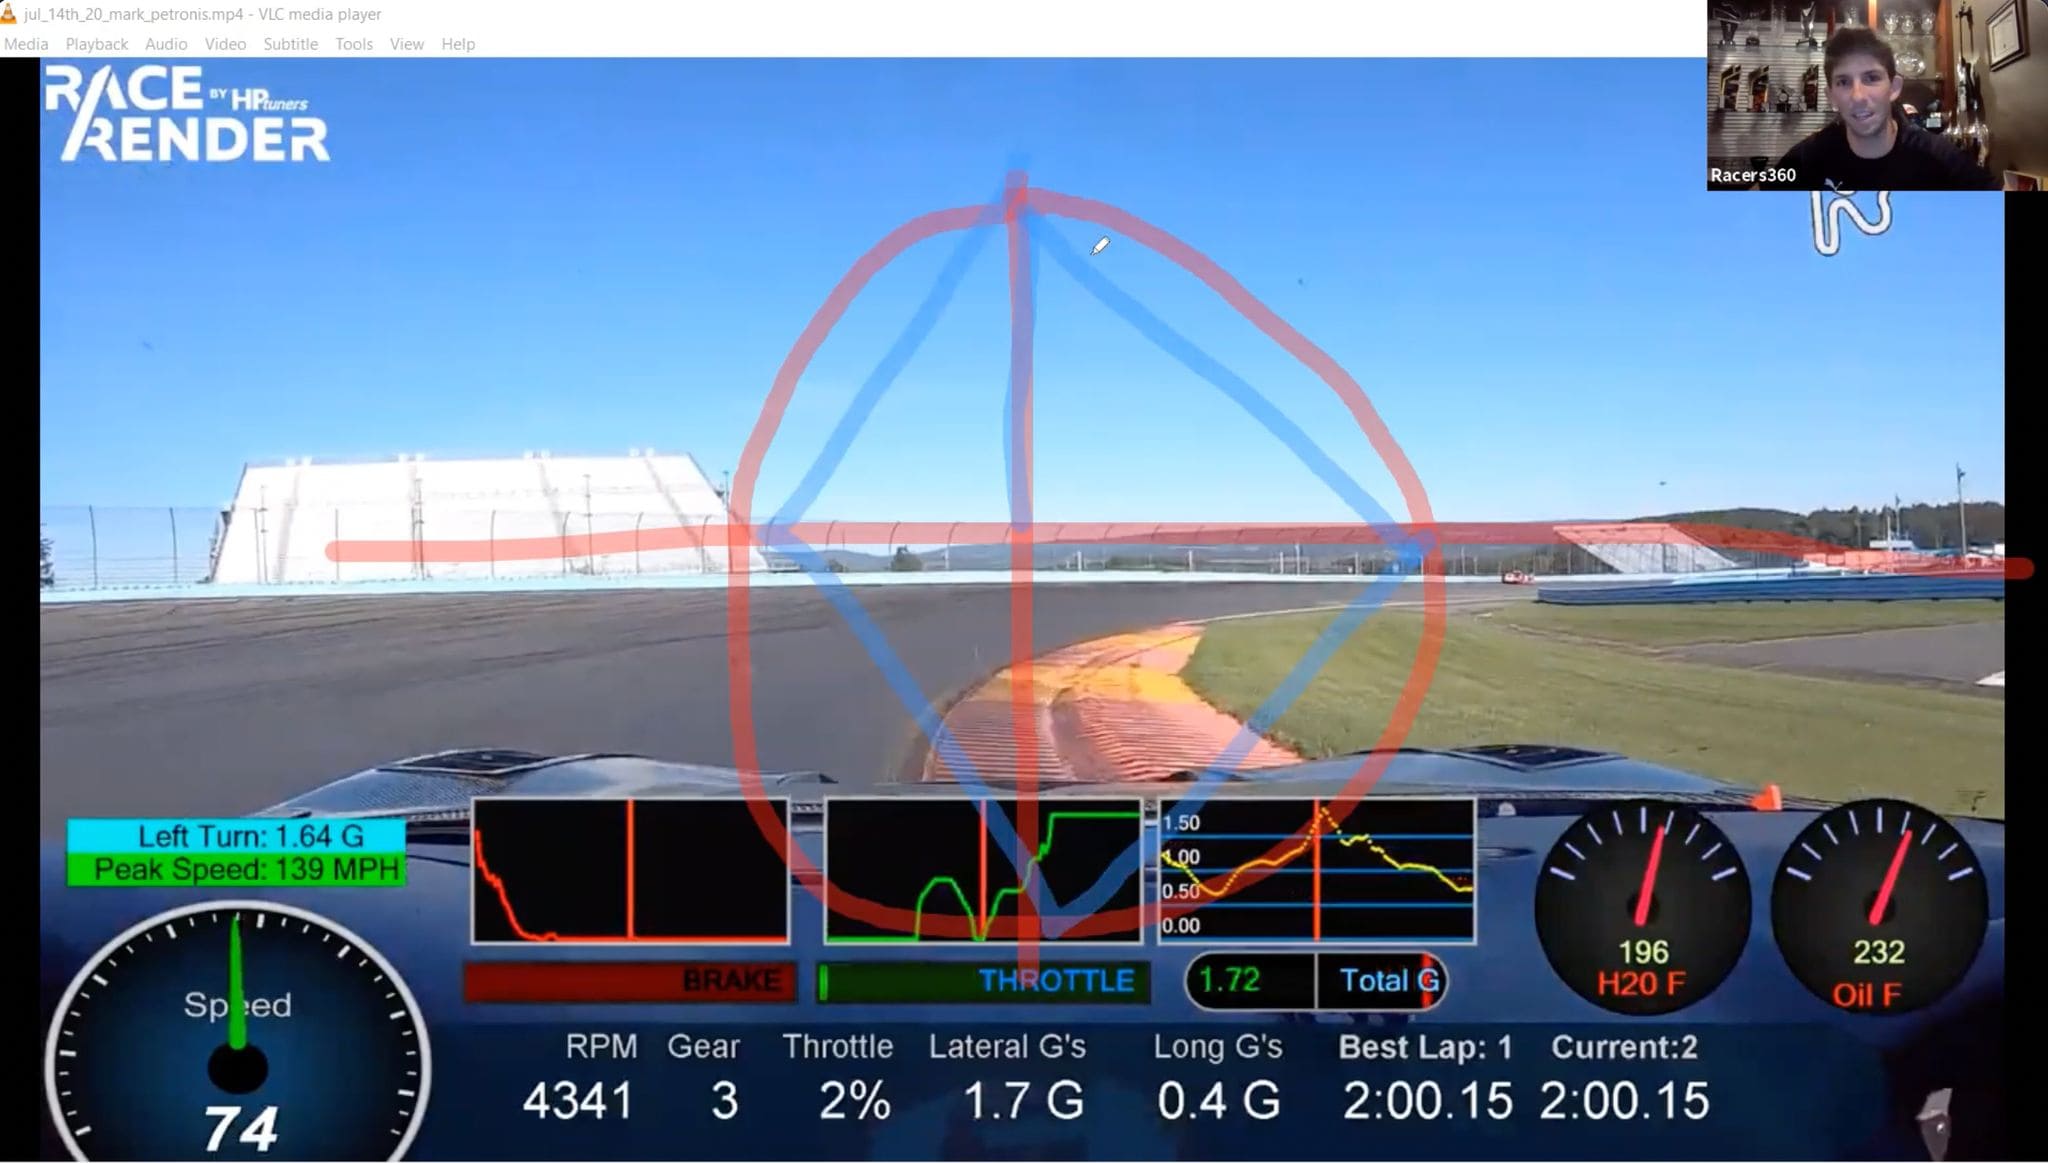 jul_14th_20_mark_petronis.mp4 - VLC media player
Media Playback Audio Video Subtitle Tools View Help
RACE BY HPtuners
RENDER
Racers360
Left Turn: 1.64 G
Peak Speed: 139 MPH
1.50
1.00
0.50
0.00
BRAKE
THROTTLE
1.72 Total G
196
H20 F
232
Oil F
Speed
74
RPM Gear Throttle Lateral G's Long G's Best Lap: 1 Current:2
4341 3 2% 1.7 G 0.4 G 2:00.15 2:00.15